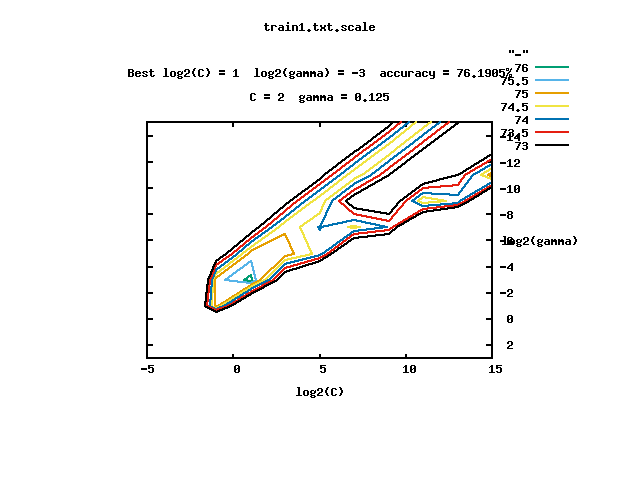 train1.txt.scale
"-"
Best log2(C) = 1 log2(gamma) = -3 accuracy = 76.1905%
76
75.5
C = 2 gamma = 0.125
75
74.5
74
73.5
73
-14
-12
-10
-8
-6
log2(gamma)
-4
-2
0
2
-5 0 5 10 15
log2(C)